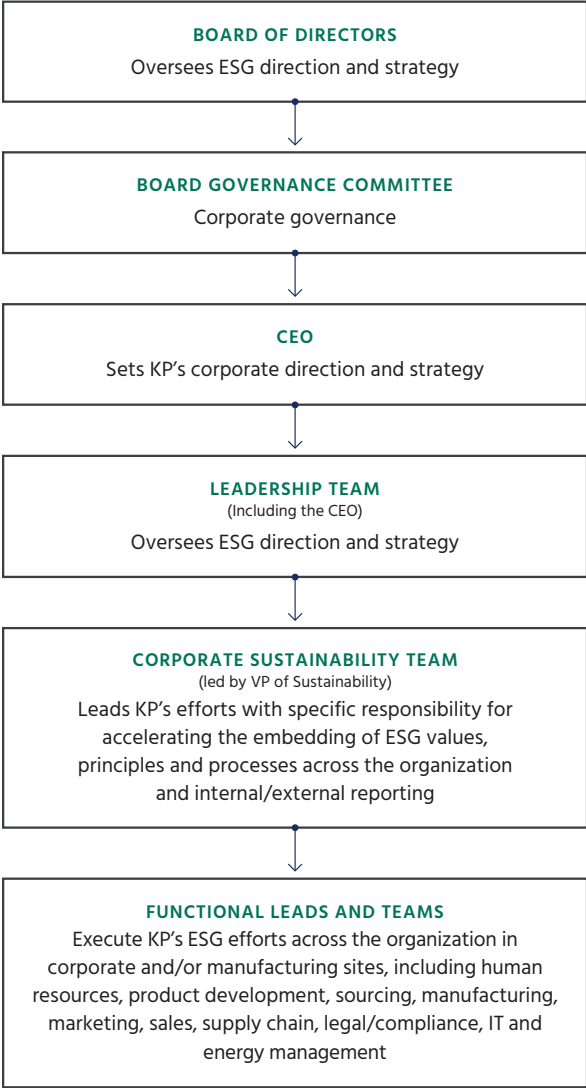 BOARD OF DIRECTORS
Oversees ESG direction and strategy
BOARD GOVERNANCE COMMITTEE
Corporate governance
CEO
Sets KP’s corporate direction and strategy
LEADERSHIP TEAM
(Including the CEO)
Oversees ESG direction and strategy
CORPORATE SUSTAINABILITY TEAM
(led by VP of Sustainability)
Leads KP’s efforts with specific responsibility for
accelerating the embedding of ESG values,
principles and processes across the organization
and internal/external reporting
FUNCTIONAL LEADS AND TEAMS
Execute KP’s ESG efforts across the organization in
corporate and/or manufacturing sites, including human
resources, product development, sourcing, manufacturing,
marketing, sales, supply chain, legal/compliance, IT and
energy management